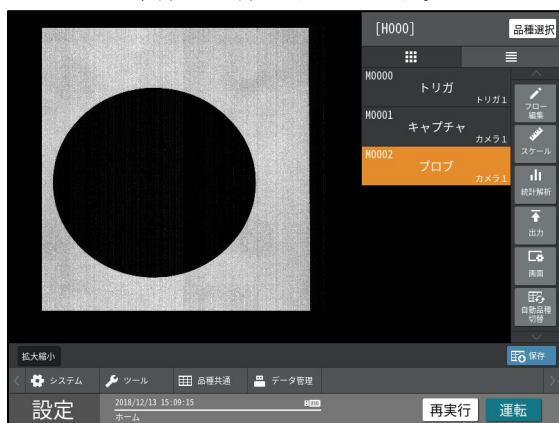 [H000]
品種選択
M0000
トリガ
トリガ1
M0001
キャプチャ
カメラ1
M0002
ブロブ
カメラ1
フロー
編集
スケール
統計解析
出力
画面
自動品種
切替
拡大縮小
保存
システム
ツール
品種共通
データ管理
設定
2018/12/13 15:09:15
ホーム
再実行
運転